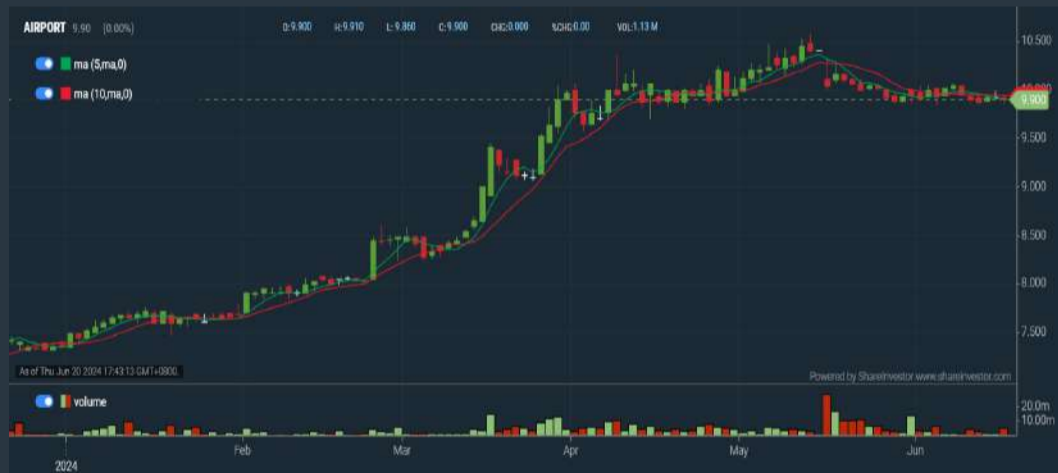 AIRPORT 9.90 (0.00%) O:9.900 H:9.910 L:9.860 C:9.900 CHG:0.000 %CHG:0.00 VOL:1.13 M
ma (5,ma,0)
ma (10,ma,0)
10.500
9.900
9.500
9.000
8.500
8.000
7.500
As of Thu Jun 20 2024 17:43:13 GMT+0800.
Powered by ShareInvestor www.shareinvestor.com
volume
20.0m
10.00m
Feb Mar Apr May Jun
2024